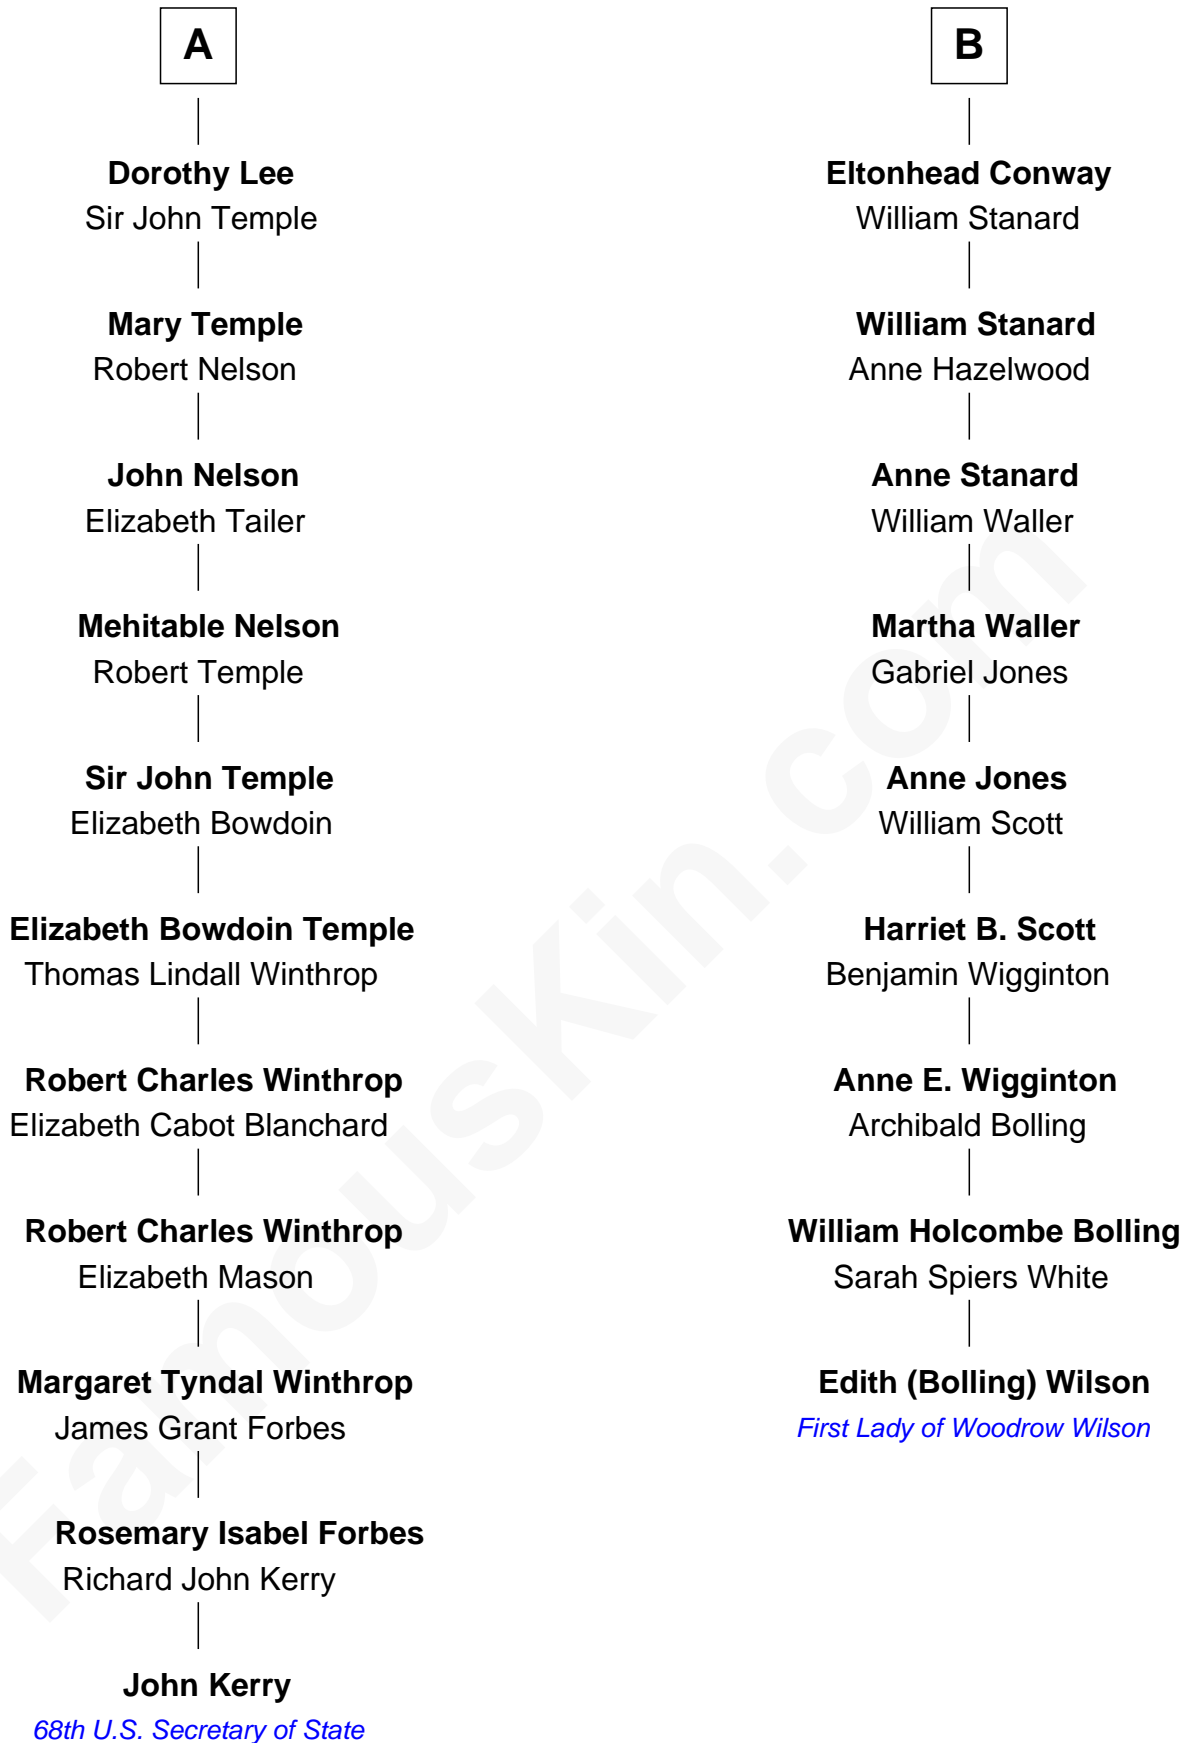 A
Dorothy Lee
Sir John Temple
Mary Temple
Robert Nelson
John Nelson
Elizabeth Tailer
Mehitable Nelson
Robert Temple
Sir John Temple
Elizabeth Bowdoin
Elizabeth Bowdoin Temple
Thomas Lindall Winthrop
Robert Charles Winthrop
Elizabeth Cabot Blanchard
Robert Charles Winthrop
Elizabeth Mason
Margaret Tyndal Winthrop
James Grant Forbes
Rosemary Isabel Forbes
Richard John Kerry
John Kerry
68th U.S. Secretary of State
B
Eltonhead Conway
William Stanard
William Stanard
Anne Hazelwood
Anne Stanard
William Waller
Martha Waller
Gabriel Jones
Anne Jones
William Scott
Harriet B. Scott
Benjamin Wigginton
Anne E. Wigginton
Archibald Bolling
William Holcombe Bolling
Sarah Spiers White
Edith (Bolling) Wilson
First Lady of Woodrow Wilson
FamousKin.com